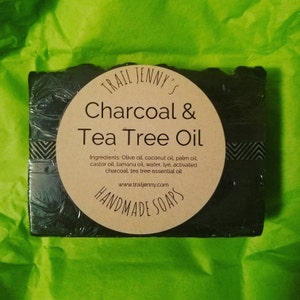 TRAIL JENNY'S
Charcoal &
Tea Tree Oil
Ingredients: Olive oil, coconut oil, palm oil,
castor oil, tamanu oil, water, lye, activated
charcoal, tea tree essential oil
www.trailjenny.com
HANDMADE SOAPS